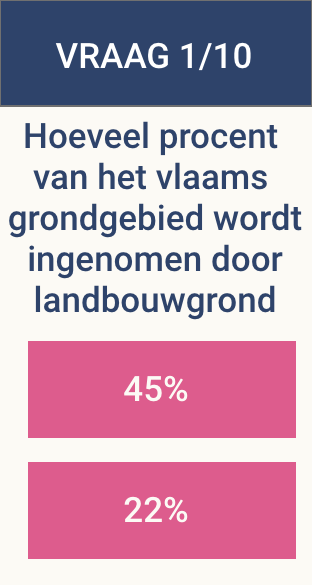 VRAAG 1/10
Hoeveel procent
van het vlaams
grondgebied wordt
ingenomen door
landbouwgrond
45%
22%